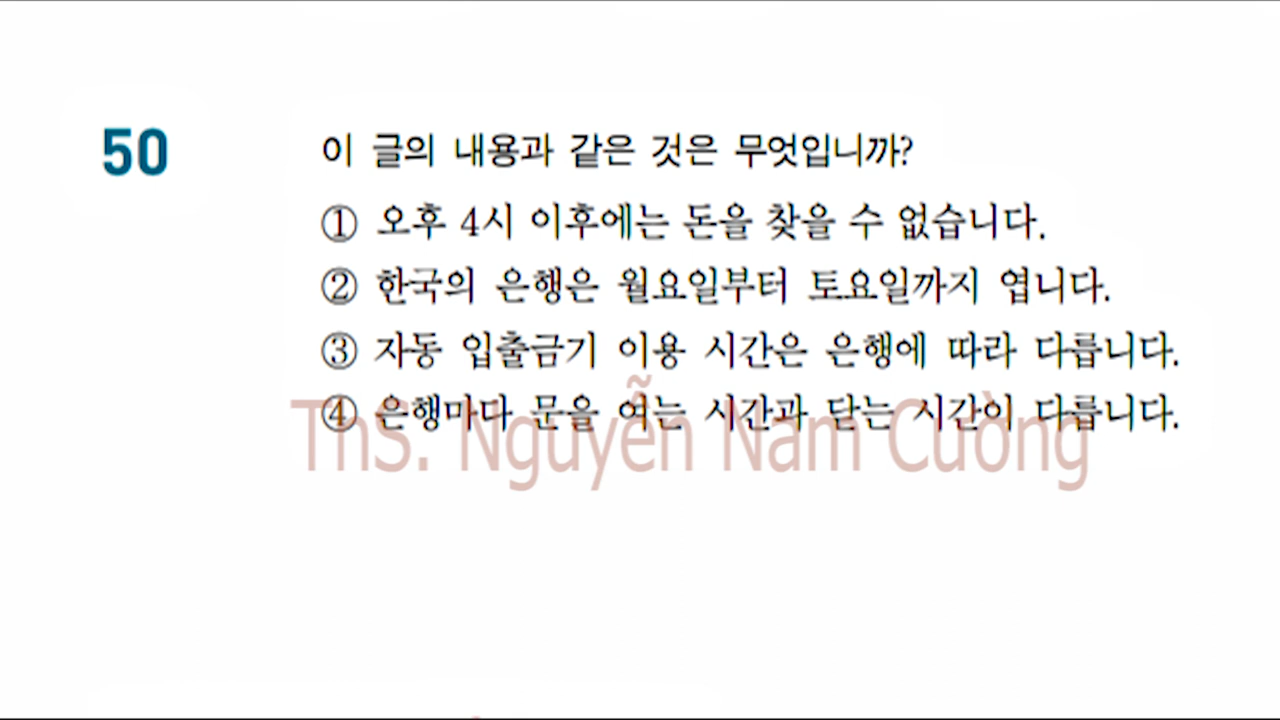 50 이 글의 내용과 같은 것은 무엇입니까?
① 오후 4시 이후에는 돈을 찾을 수 없습니다.
② 한국의 은행은 월요일부터 토요일까지 엽니다.
③ 자동 입출금기 이용 시간은 은행에 따라 다릅니다.
④ 은행마다 문을 여는 시간과 닫는 시간이 다릅니다.
Ths. Nguyễn Nam Cường